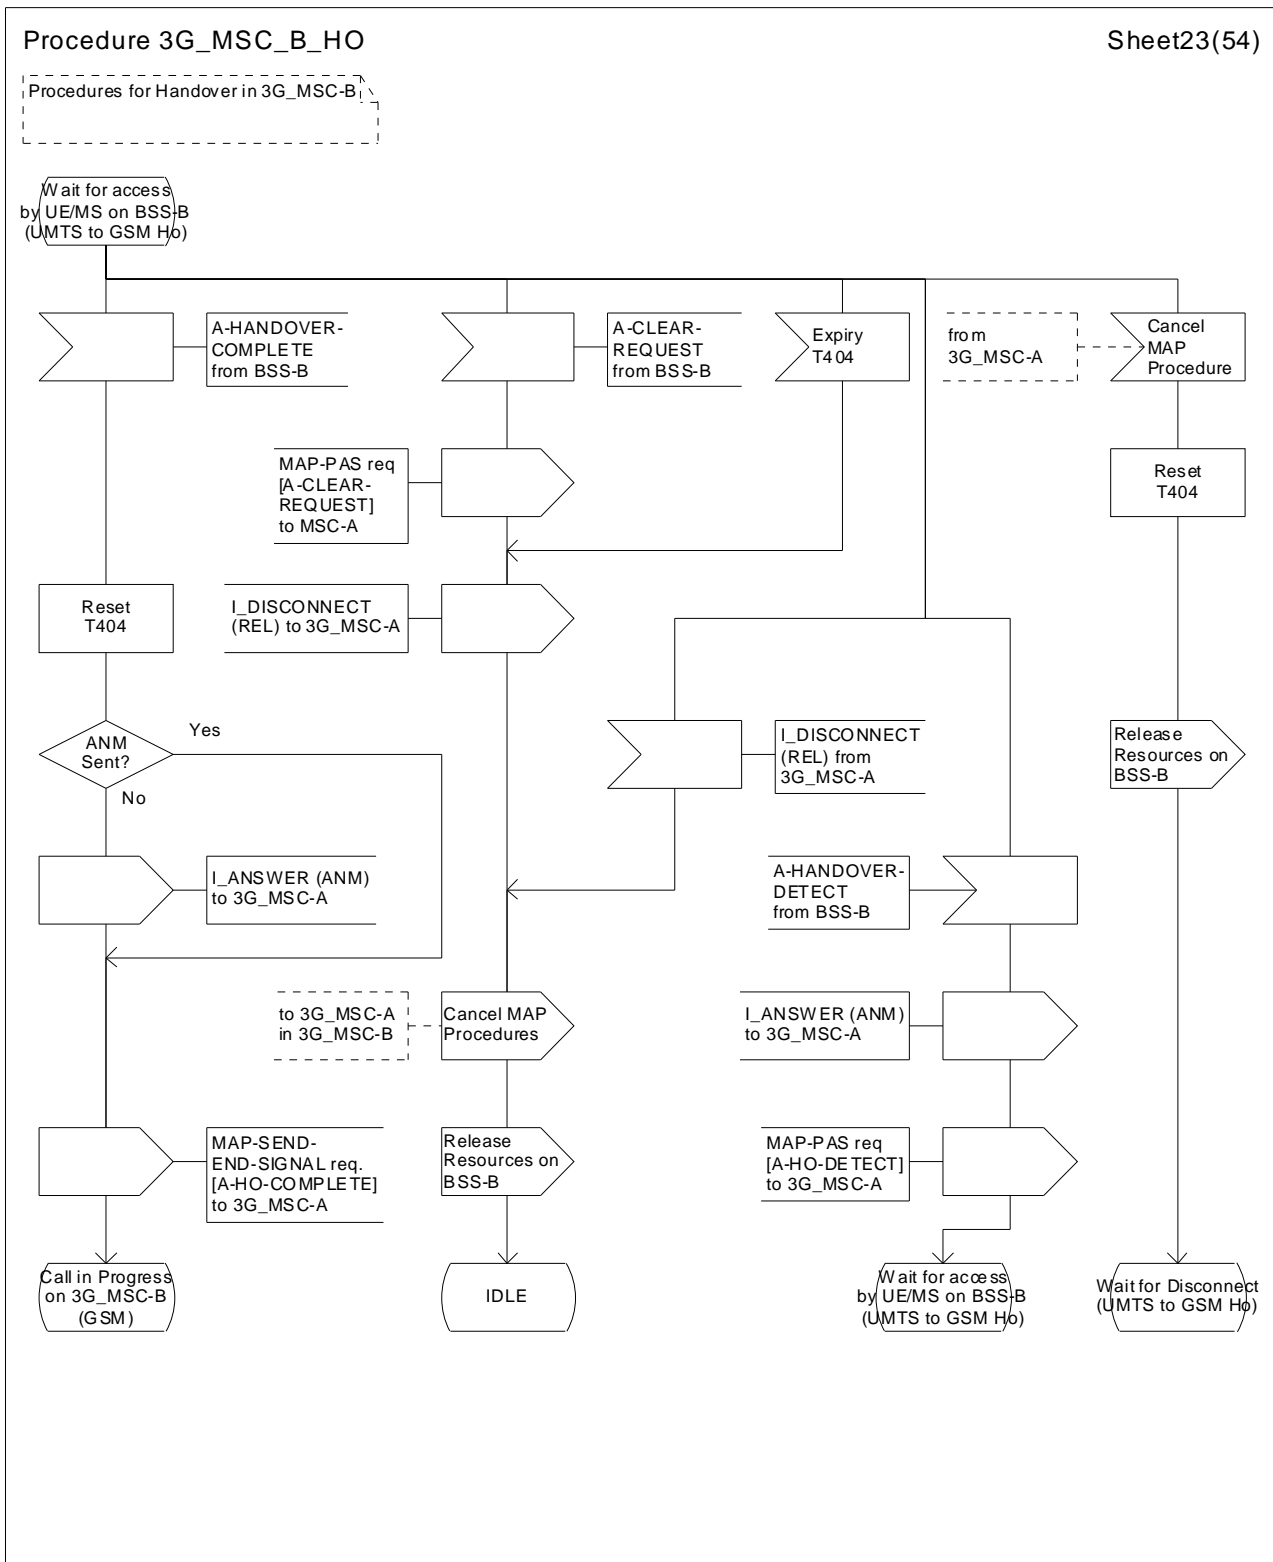 Procedure 3G_MSC_B_HO
Sheet23(54)
Procedures for Handover in 3G_MSC-B
Wait for access
by UE/MS on BSS-B
(UMTS to GSM Ho)
A-HANDOVER-
COMPLETE
from BSS-B
A-CLEAR-
REQUEST
from BSS-B
Expiry
T404
from
3G_MSC-A
Cancel
MAP
Procedure
MAP-PAS req
[A-CLEAR-
REQUEST]
to MSC-A
Reset
T404
Reset
T404
I_DISCONNECT
(REL) to 3G_MSC-A
ANM
Sent?
Yes
No
I_DISCONNECT
(REL) from
3G_MSC-A
Release
Resources on
BSS-B
I_ANSWER (ANM)
to 3G_MSC-A
A-HANDOVER-
DETECT
from BSS-B
to 3G_MSC-A
in 3G_MSC-B
Cancel MAP
Procedures
I_ANSWER (ANM)
to 3G_MSC-A
MAP-SEND-
END-SIGNAL req.
[A-HO-COMPLETE]
to 3G_MSC-A
Release
Resources on
BSS-B
MAP-PAS req
[A-HO-DETECT]
to 3G_MSC-A
Call in Progress
on 3G_MSC-B
(GSM)
IDLE
Wait for access
by UE/MS on BSS-B
(UMTS to GSM Ho)
Wait for Disconnect
(UMTS to GSM Ho)